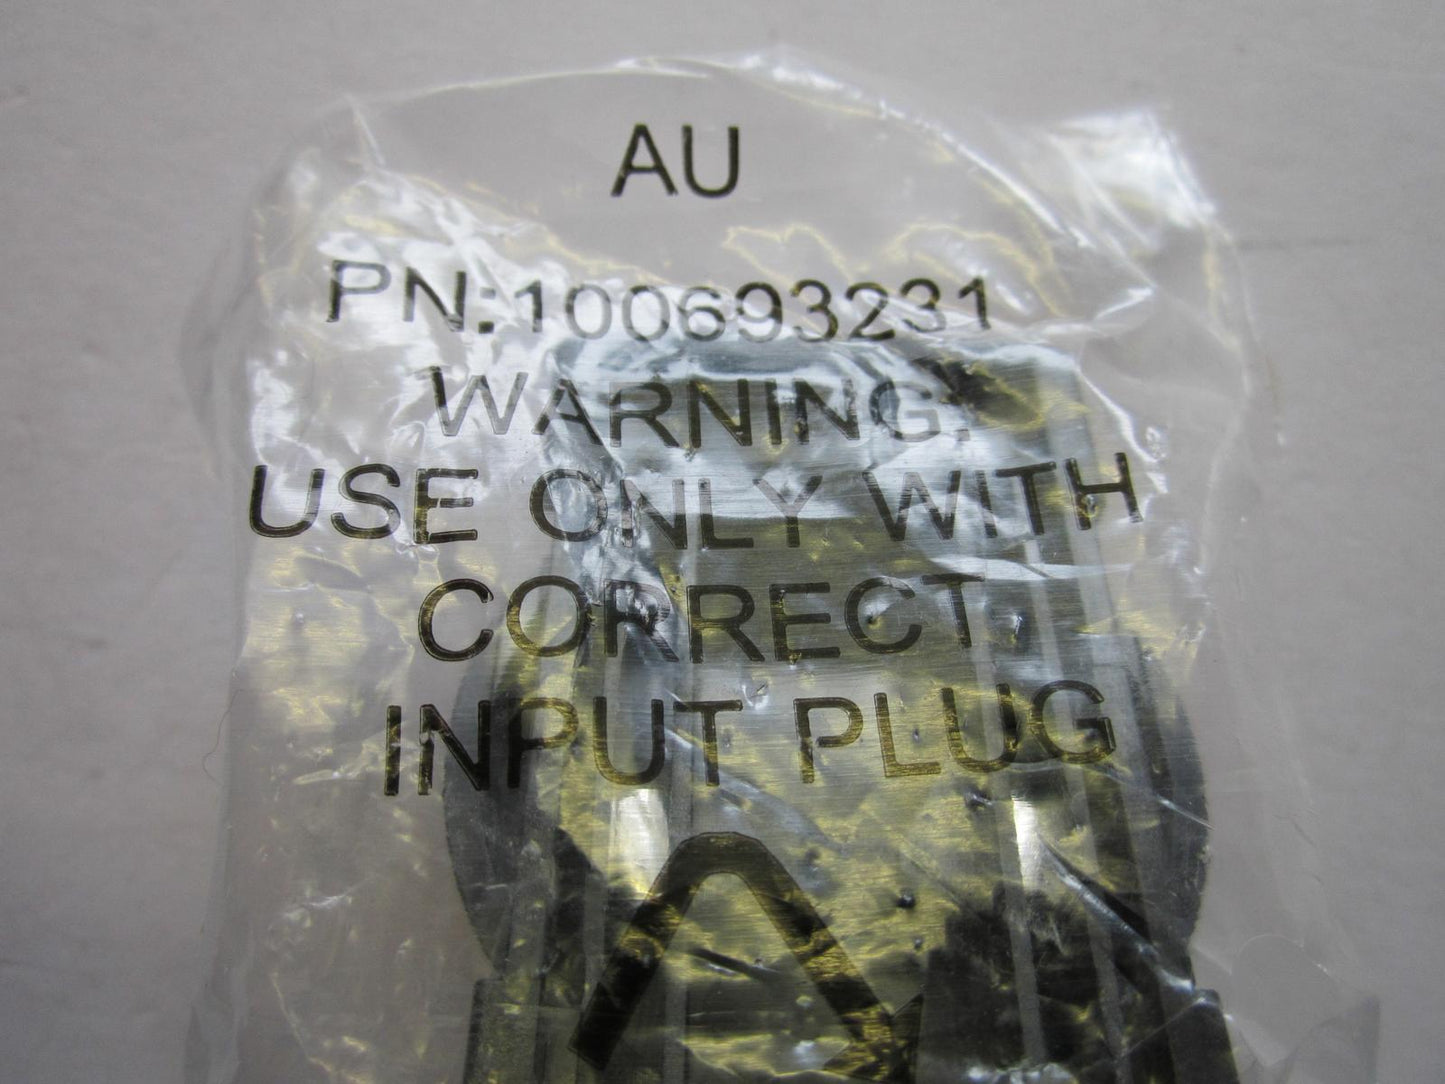 AU
PN:100693231
WARNING,
USE ONLY WITH
CORRECT
INPUT PLUG